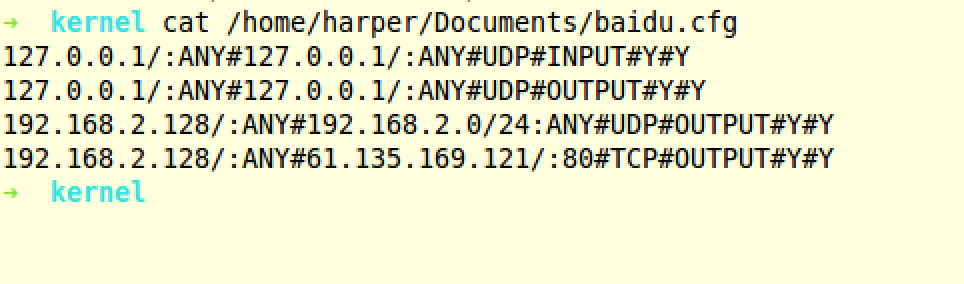 ➜  kernel cat /home/harper/Documents/baidu.cfg
127.0.0.1/:ANY#127.0.0.1/:ANY#UDP#INPUT#Y#Y
127.0.0.1/:ANY#127.0.0.1/:ANY#UDP#OUTPUT#Y#Y
192.168.2.128/:ANY#192.168.2.0/24:ANY#UDP#OUTPUT#Y#Y
192.168.2.128/:ANY#61.135.169.121/:80#TCP#OUTPUT#Y#Y
➜  kernel